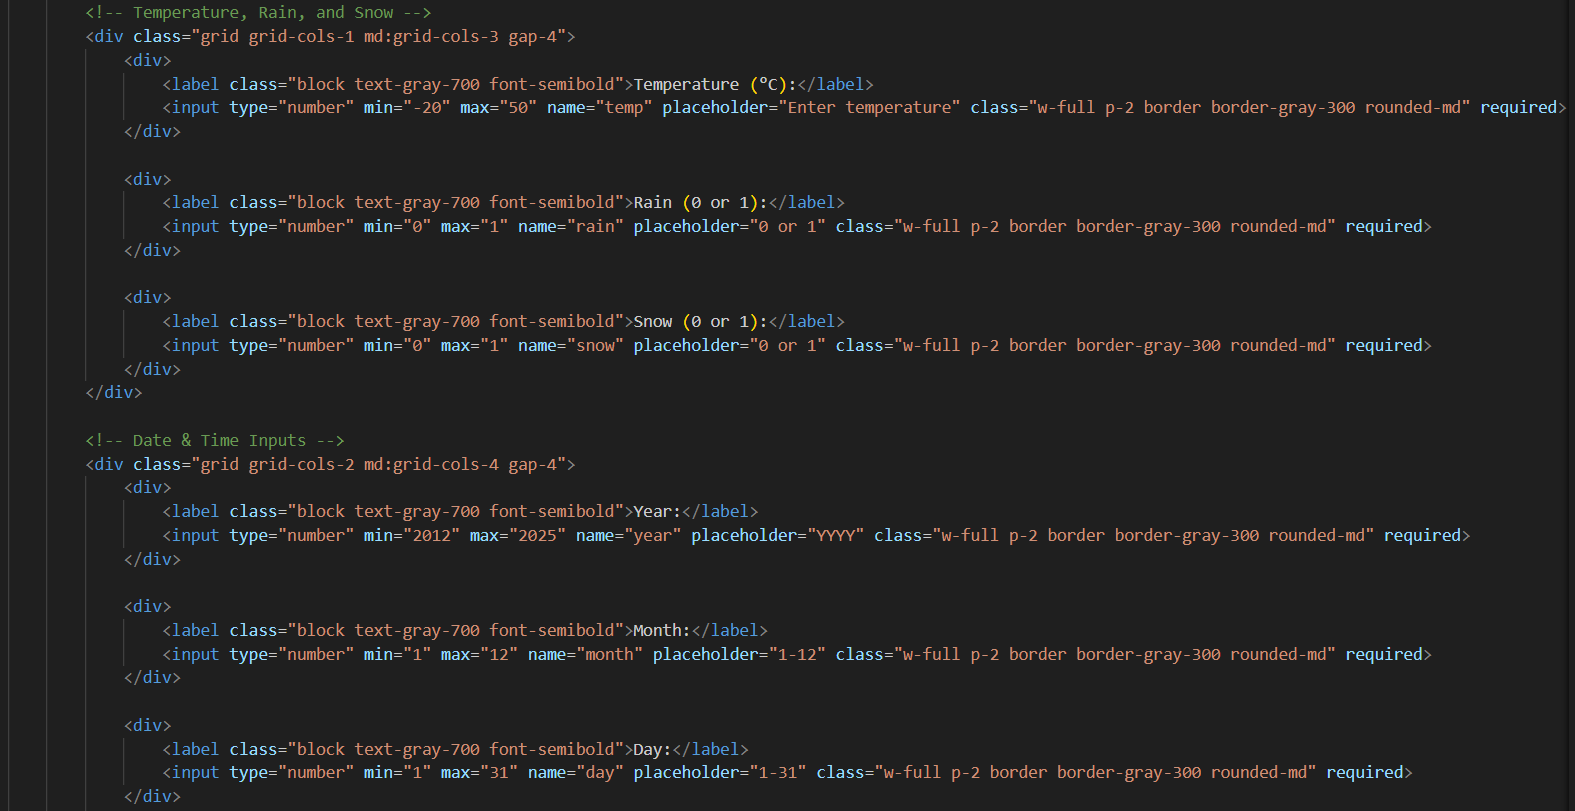 <!-- Temperature, Rain, and Snow -->
<div class="grid grid-cols-1 md:grid-cols-3 gap-4">
<div>
<label class="block text-gray-700 font-semibold">Temperature (°C):</label>
<input type="number" min="-20" max="50" name="temp" placeholder="Enter temperature" class="w-full p-2 border border-gray-300 rounded-md" required>
</div>
<div>
<label class="block text-gray-700 font-semibold">Rain (0 or 1):</label>
<input type="number" min="0" max="1" name="rain" placeholder="0 or 1" class="w-full p-2 border border-gray-300 rounded-md" required>
</div>
<div>
<label class="block text-gray-700 font-semibold">Snow (0 or 1):</label>
<input type="number" min="0" max="1" name="snow" placeholder="0 or 1" class="w-full p-2 border border-gray-300 rounded-md" required>
</div>
</div>
<!-- Date & Time Inputs -->
<div class="grid grid-cols-2 md:grid-cols-4 gap-4">
<div>
<label class="block text-gray-700 font-semibold">Year:</label>
<input type="number" min="2012" max="2025" name="year" placeholder="YYYY" class="w-full p-2 border border-gray-300 rounded-md" required>
</div>
<div>
<label class="block text-gray-700 font-semibold">Month:</label>
<input type="number" min="1" max="12" name="month" placeholder="1-12" class="w-full p-2 border border-gray-300 rounded-md" required>
</div>
<div>
<label class="block text-gray-700 font-semibold">Day:</label>
<input type="number" min="1" max="31" name="day" placeholder="1-31" class="w-full p-2 border border-gray-300 rounded-md" required>
</div>